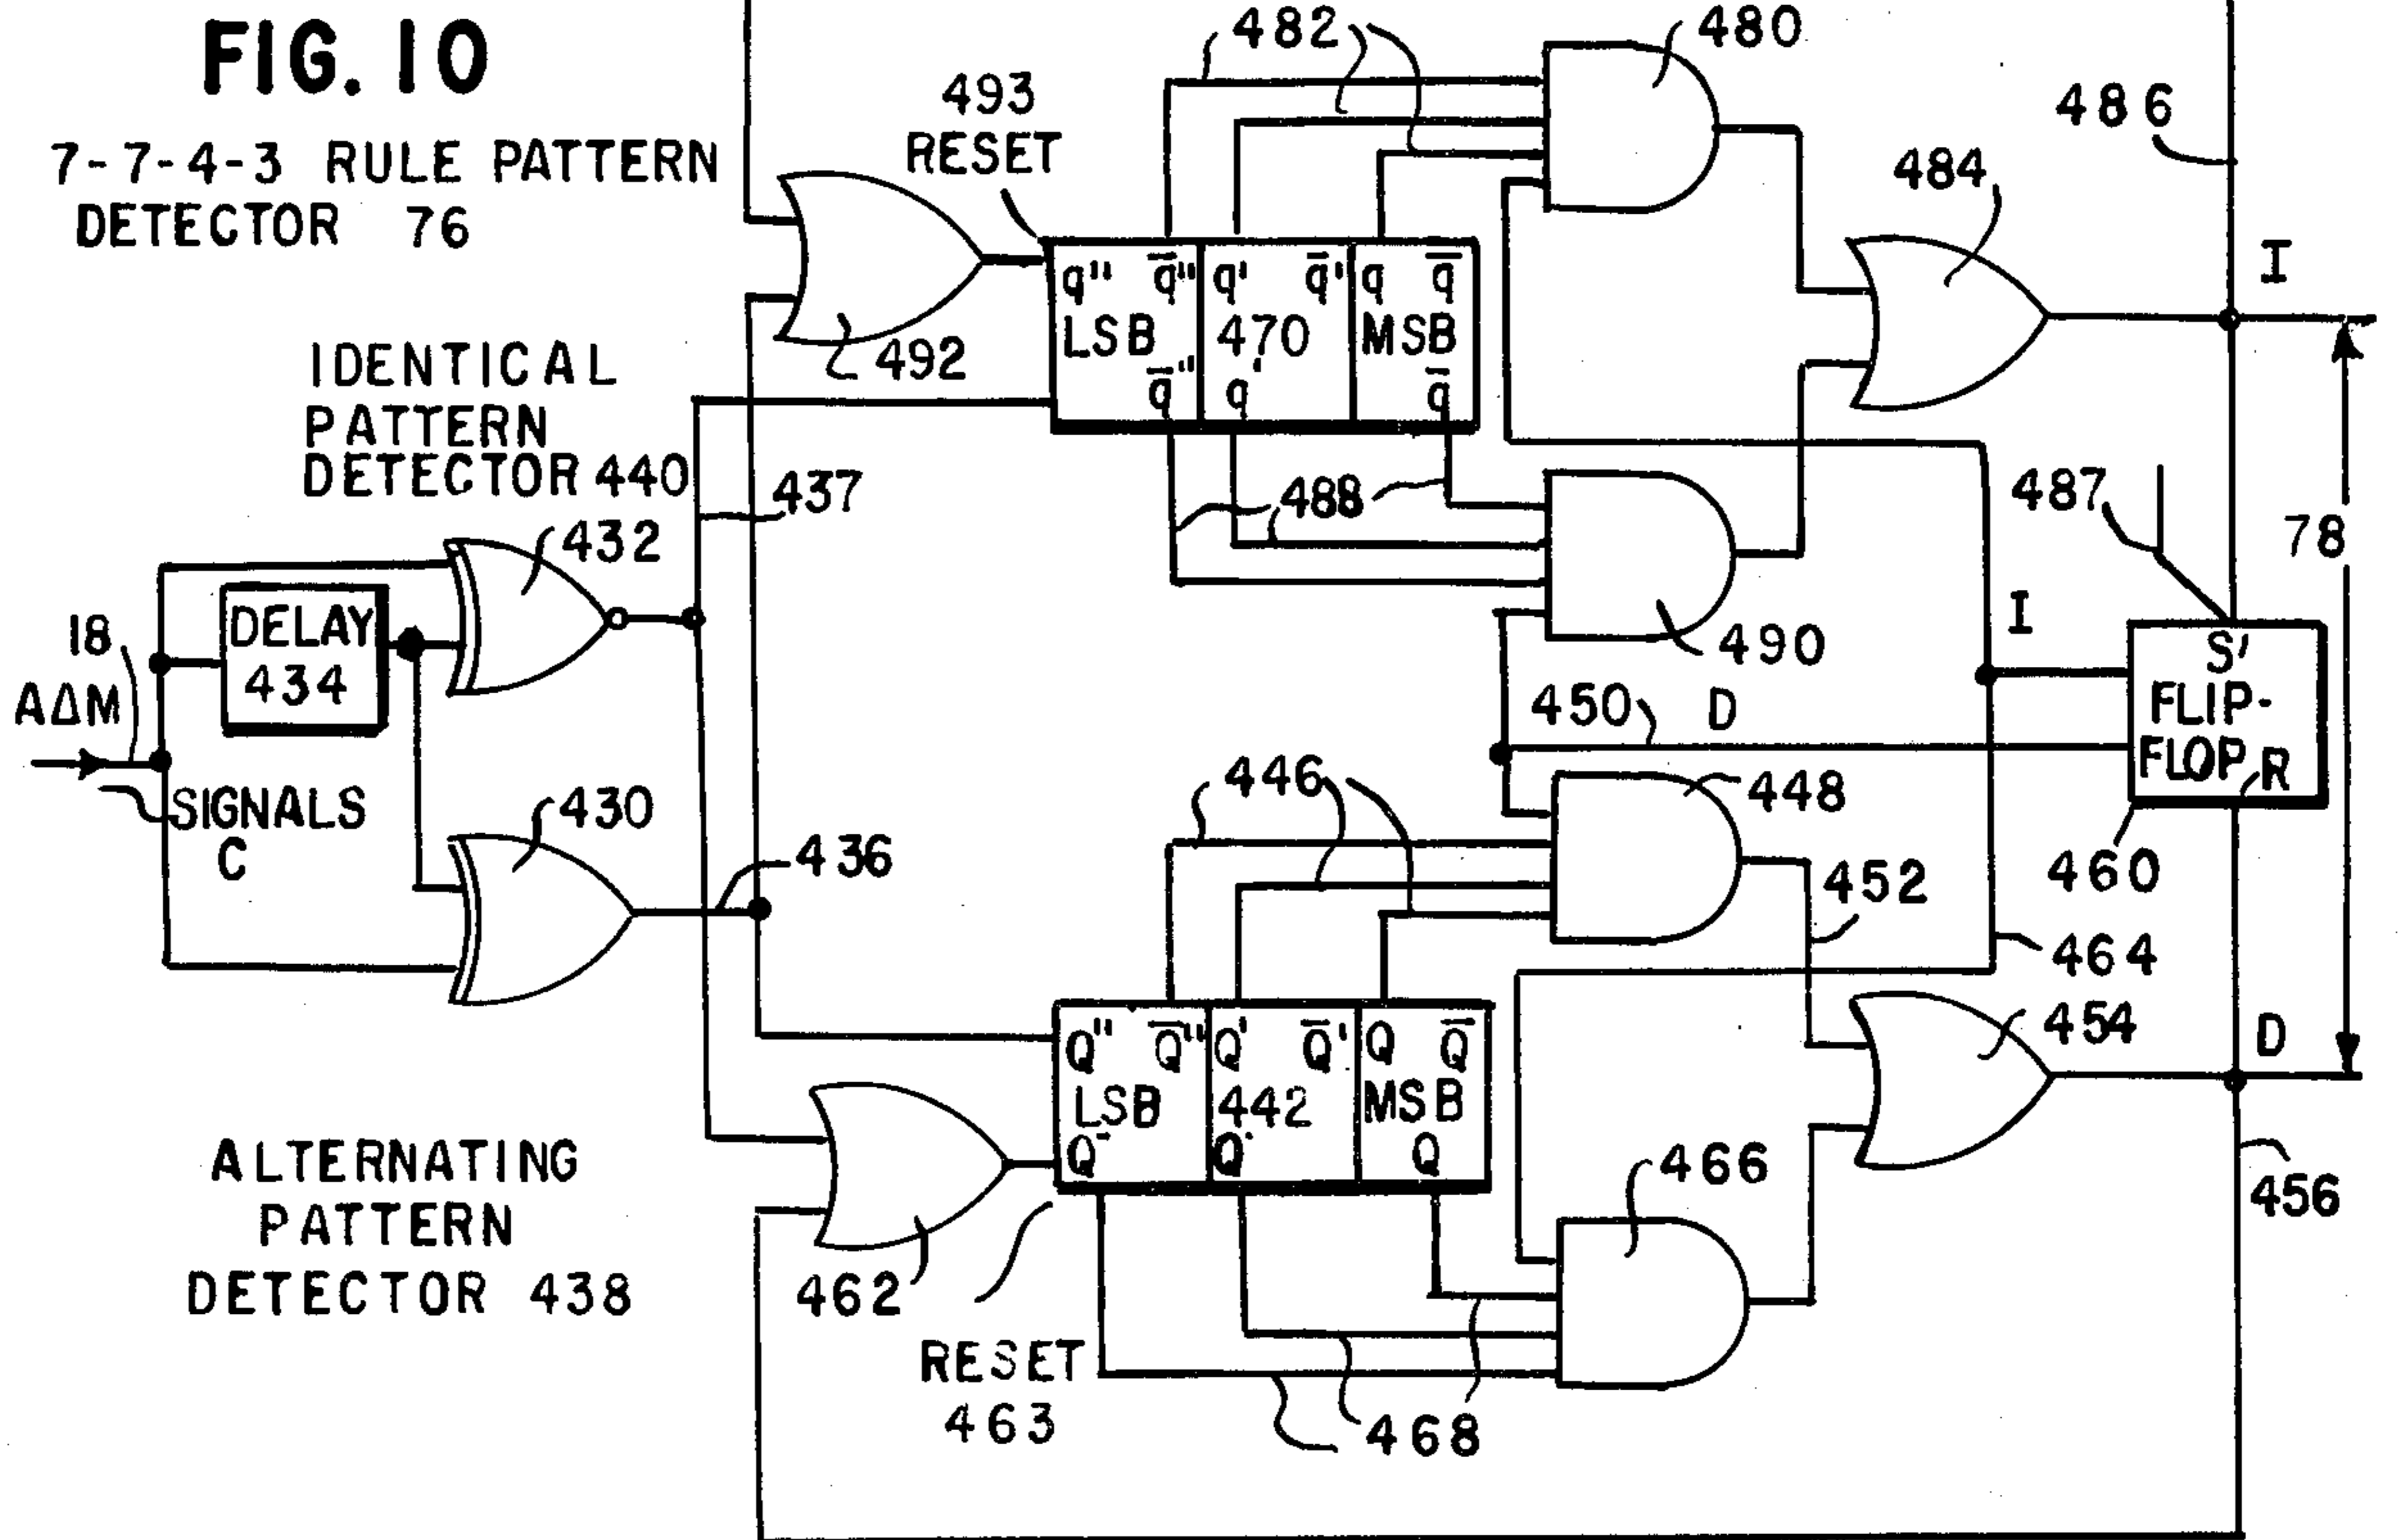 FIG. 10
7-7-4-3 RULE PATTERN
DETECTOR 76
493
RESET
482
480
486
484
I
q" q̅" q' q̅' q q̅
LSB 470 MSB
q̅" q' q̅
492
IDENTICAL
PATTERN
DETECTOR 440
437
488
487
78
432
490
I
18
DELAY
434
AΔM
SIGNALS
C
450 D
S'
FLIP-
FLOP R
460
430
446
448
436
452
464
454
D
Q" Q̅" Q' Q̅' Q Q̅
LSB 442 MSB
Q" Q' Q
ALTERNATING
PATTERN
DETECTOR 438
462
466
456
RESET
463
468